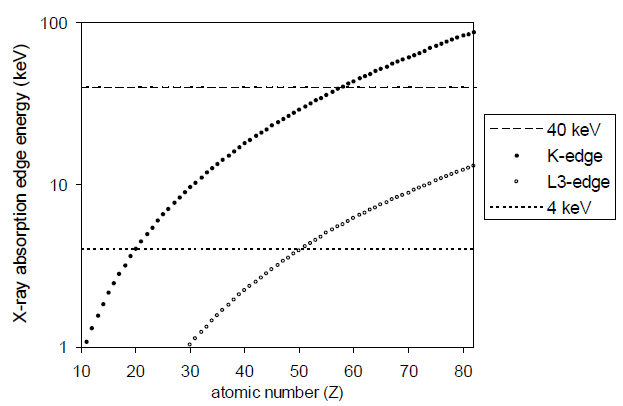 X-ray absorption edge energy (keV)
100
10
1
10 20 30 40 50 60 70 80
atomic number (Z)
40 keV
K-edge
L3-edge
4 keV